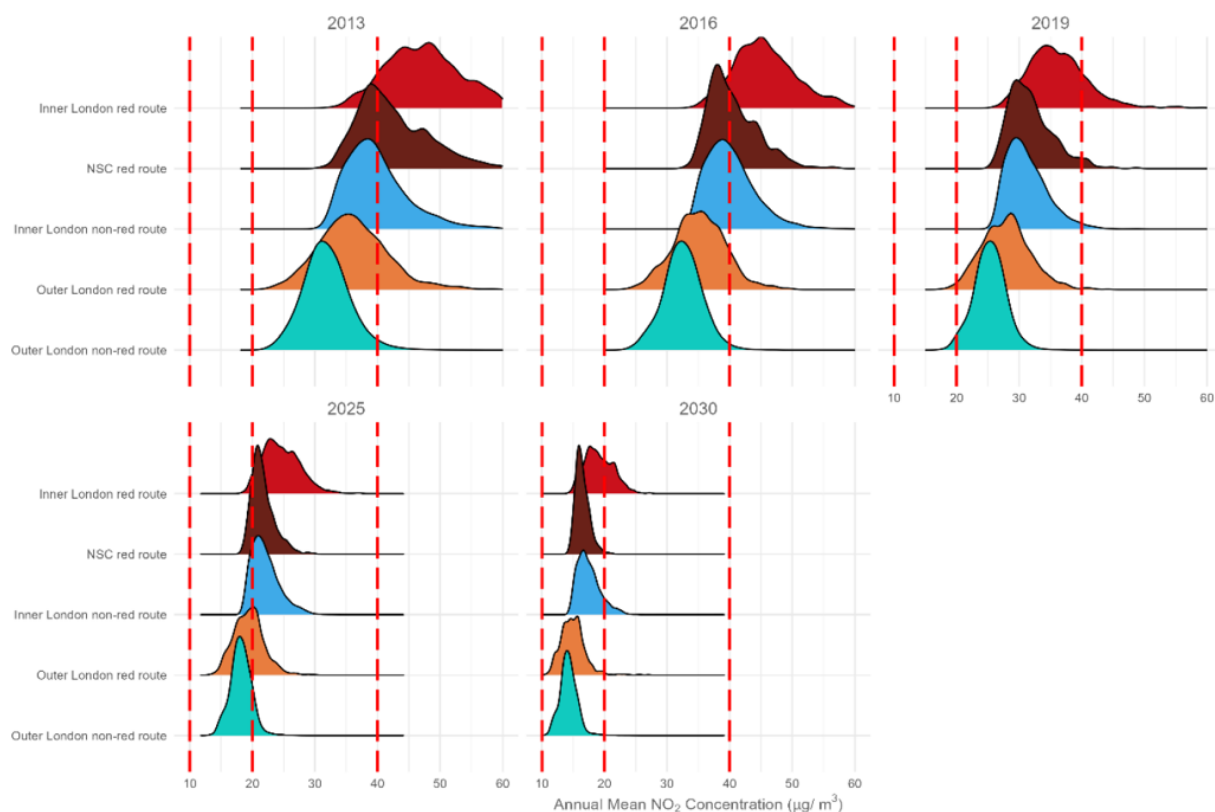 2013
2016
2019
Inner London red route
NSC red route
Inner London non-red route
Outer London red route
Outer London non-red route
10 20 30 40 50 60
2025
2030
Inner London red route
NSC red route
Inner London non-red route
Outer London red route
Outer London non-red route
10 20 30 40 50 60
10 20 30 40 50 60
Annual Mean NO₂ Concentration (μg/ m³)